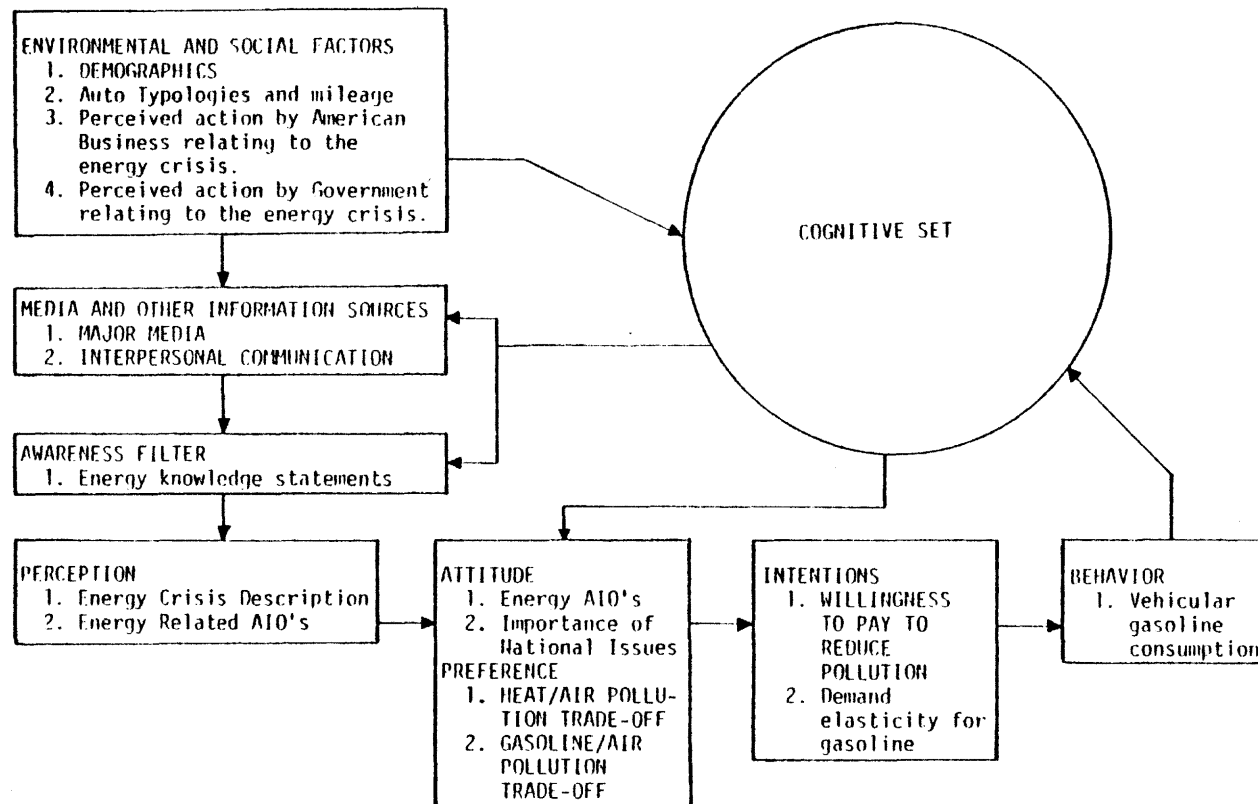 ENVIRONMENTAL AND SOCIAL FACTORS
1. DEMOGRAPHICS
2. Auto Typologies and mileage
3. Perceived action by American
Business relating to the
energy crisis.
4. Perceived action by Government
relating to the energy crisis.
COGNITIVE SET
MEDIA AND OTHER INFORMATION SOURCES
1. MAJOR MEDIA
2. INTERPERSONAL COMMUNICATION
AWARENESS FILTER
1. Energy knowledge statements
PERCEPTION
1. Energy Crisis Description
2. Energy Related AIO's
ATTITUDE
1. Energy AIO's
2. Importance of
National Issues
PREFERENCE
1. HEAT/AIR POLLU-
TION TRADE-OFF
2. GASOLINE/AIR
POLLUTION
TRADE-OFF
INTENTIONS
1. WILLINGNESS
TO PAY TO
REDUCE
POLLUTION
2. Demand
elasticity for
gasoline
BEHAVIOR
1. Vehicular
gasoline
consumption